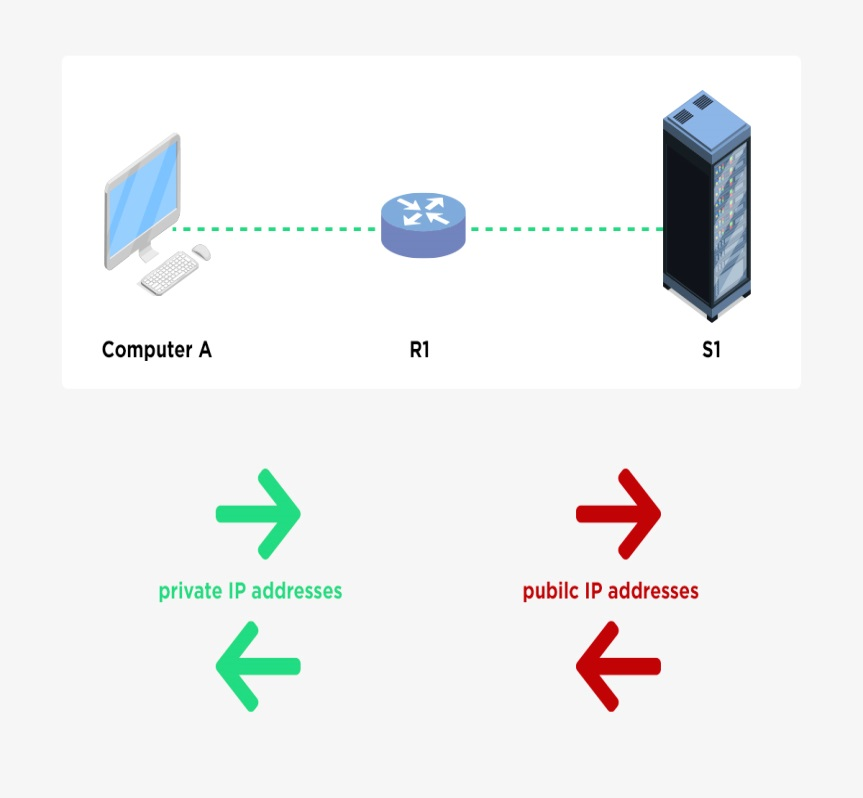 Computer A
R1
S1
private IP addresses
pubilc IP addresses